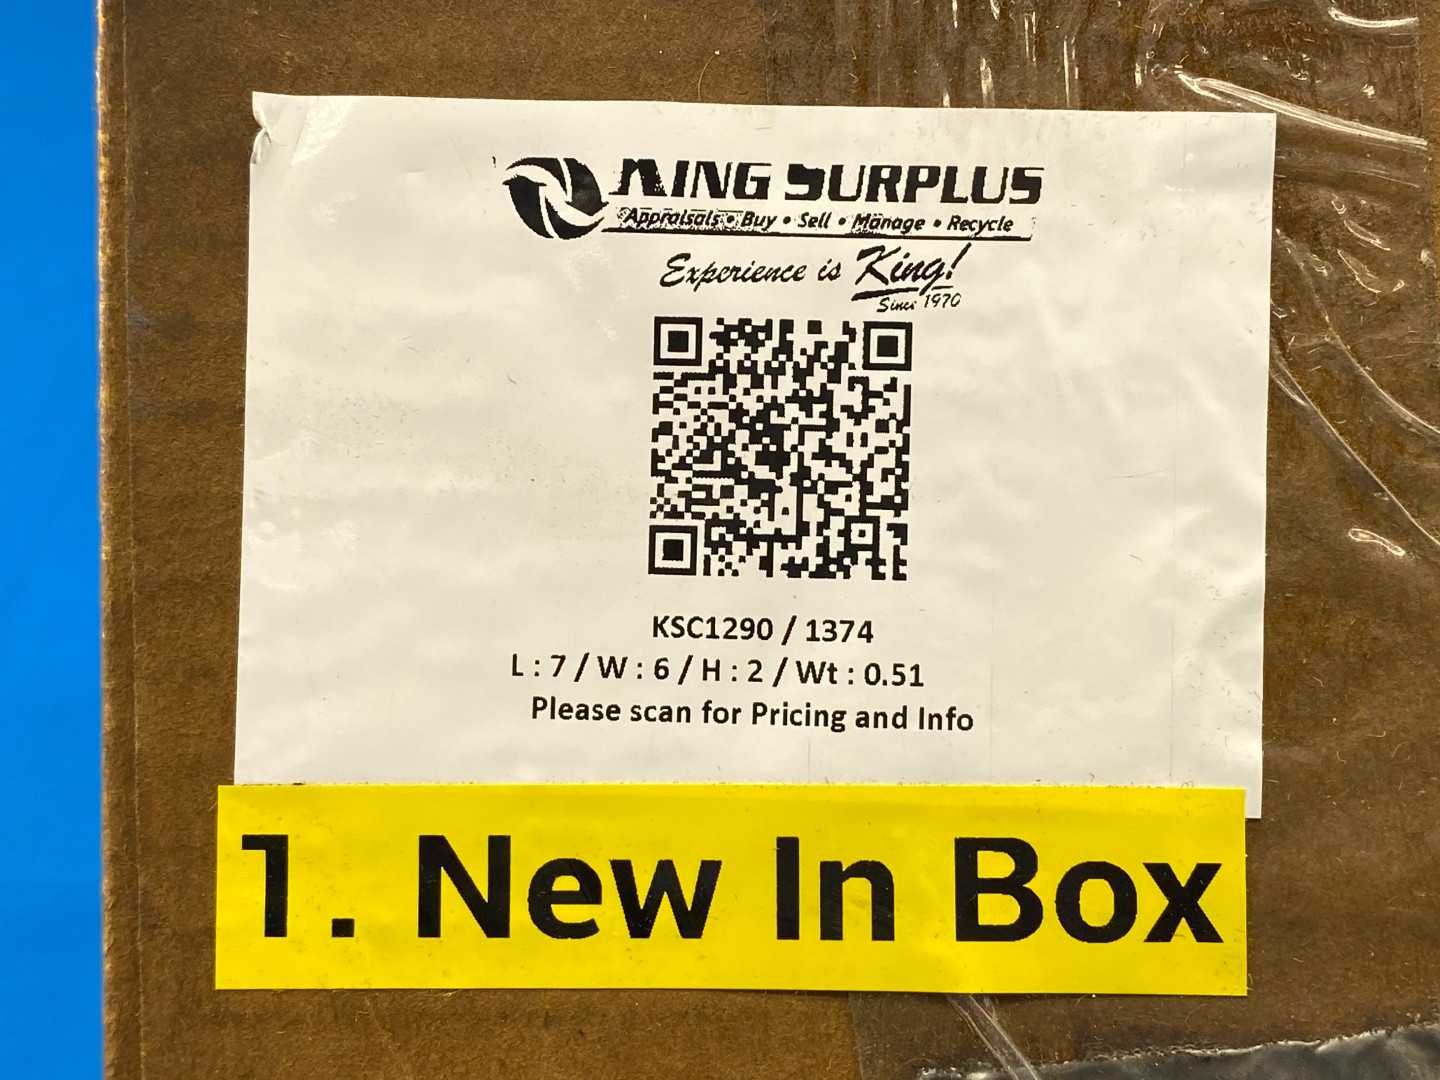 KING SURPLUS
Appraisals • Buy • Sell • Manage • Recycle
Experience is King!
Since 1970
KSC1290 / 1374
L : 7 / W : 6 / H : 2 / Wt : 0.51
Please scan for Pricing and Info
1. New In Box